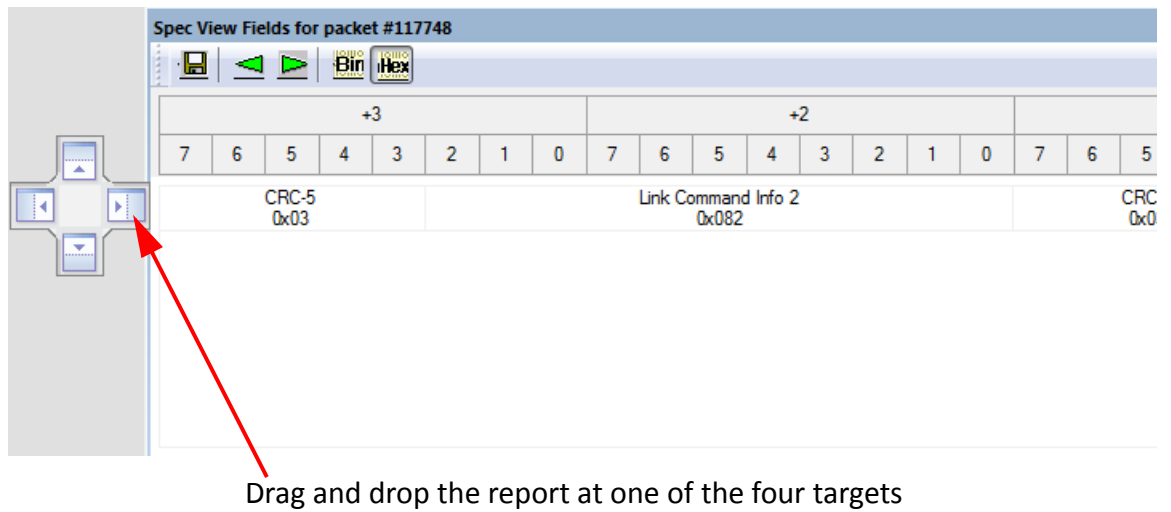 Spec View Fields for packet #117748
Bin Hex
+3 +2
7 6 5 4 3 2 1 0 7 6 5 4 3 2 1 0 7 6 5
CRC-5 Link Command Info 2 CRC
0x03 0x082 0x0
Drag and drop the report at one of the four targets